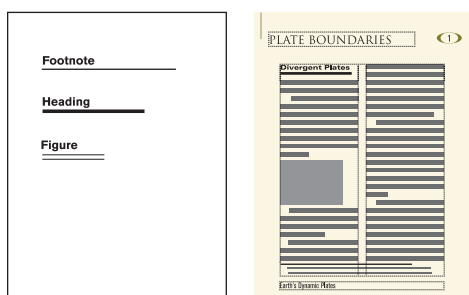 Footnote
Heading
Figure
PLATE BOUNDARIES
1
Divergent Plates
Earth's Dynamic Plates